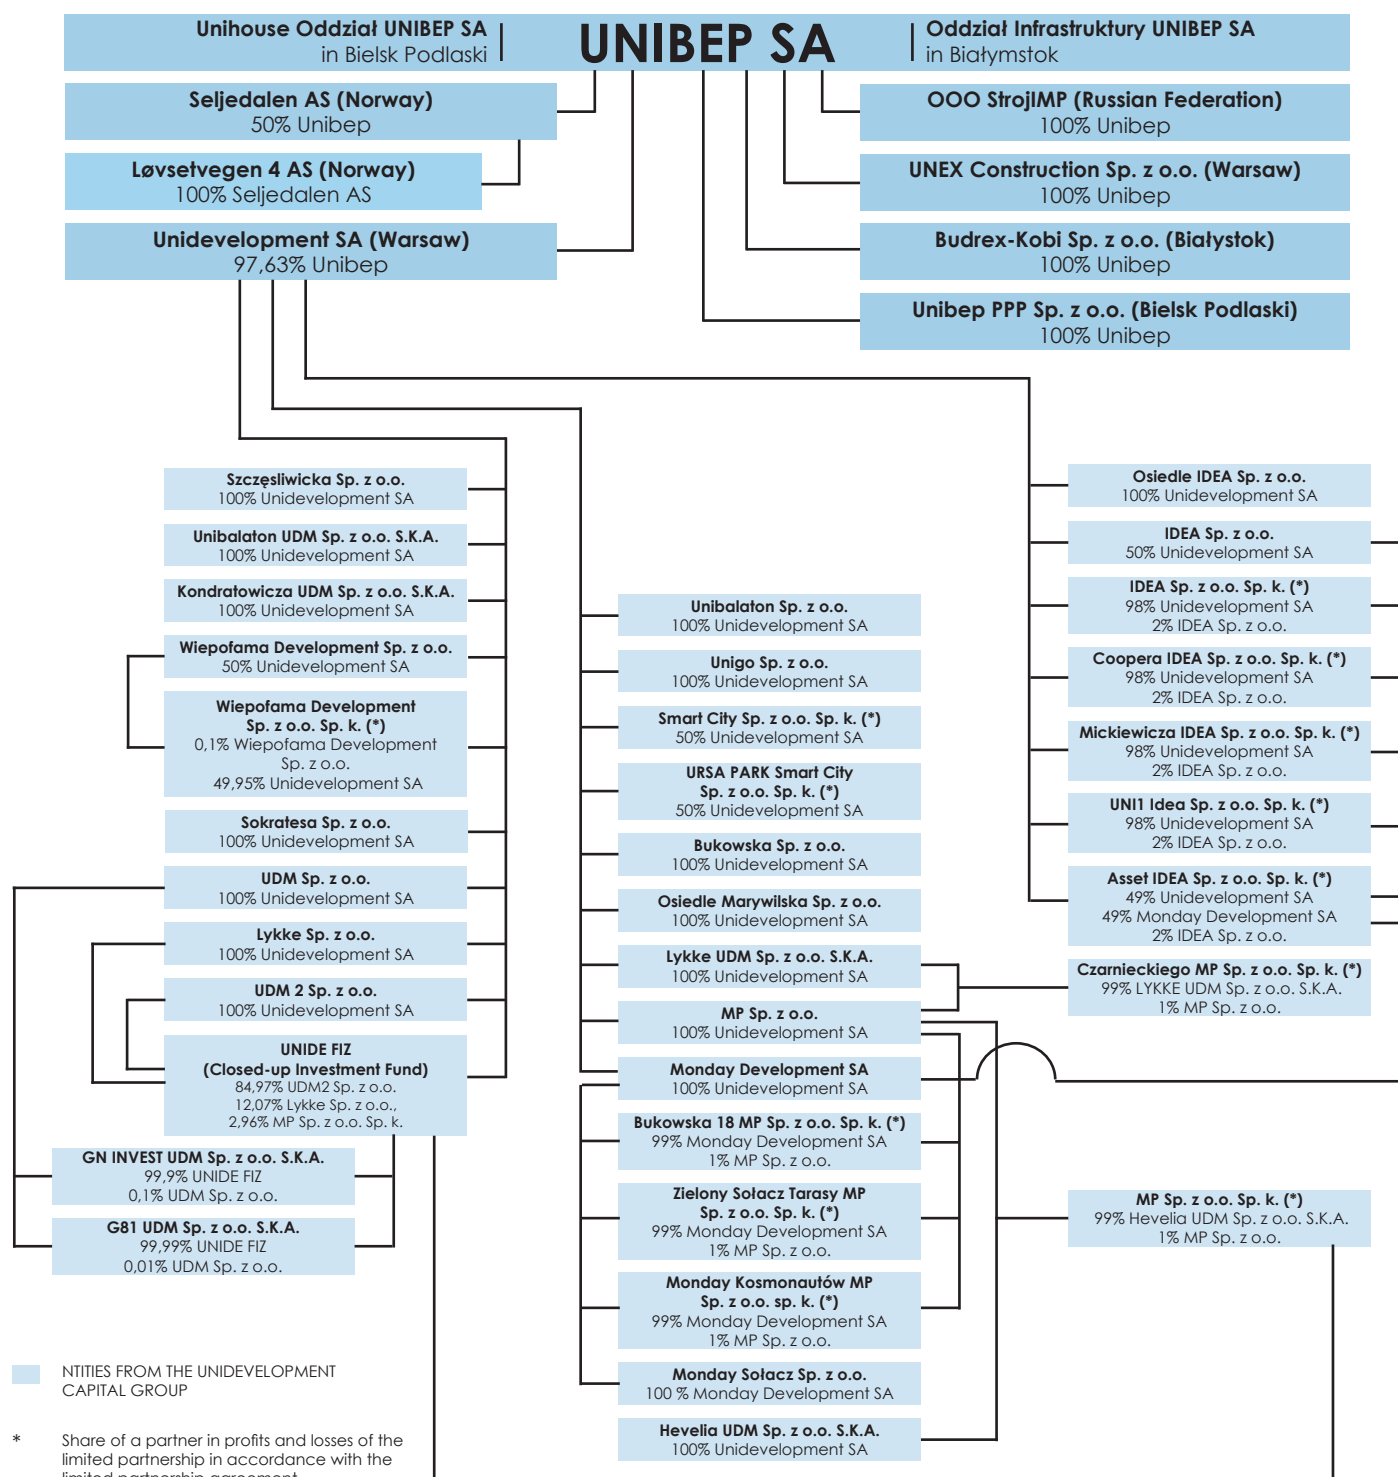 Unihouse Oddział UNIBEP SA
in Bielsk Podlaski
UNIBEP SA
Oddział Infrastruktury UNIBEP SA
in Białymstok
Seljedalen AS (Norway)
50% Unibep
Løvsetvegen 4 AS (Norway)
100% Seljedalen AS
Unidevelopment SA (Warsaw)
97,63% Unibep
OOO StrojIMP (Russian Federation)
100% Unibep
UNEX Construction Sp. z o.o. (Warsaw)
100% Unibep
Budrex-Kobi Sp. z o.o. (Białystok)
100% Unibep
Unibep PPP Sp. z o.o. (Bielsk Podlaski)
100% Unibep
Szczęsliwicka Sp. z o.o.
100% Unidevelopment SA
Unibalaton UDM Sp. z o.o. S.K.A.
100% Unidevelopment SA
Kondratowicza UDM Sp. z o.o. S.K.A.
100% Unidevelopment SA
Wiepofama Development Sp. z o.o.
50% Unidevelopment SA
Wiepofama Development
Sp. z o.o. Sp. k. (*)
0,1% Wiepofama Development
Sp. z o.o.
49,95% Unidevelopment SA
Sokratesa Sp. z o.o.
100% Unidevelopment SA
UDM Sp. z o.o.
100% Unidevelopment SA
Lykke Sp. z o.o.
100% Unidevelopment SA
UDM 2 Sp. z o.o.
100% Unidevelopment SA
UNIDE FIZ
(Closed-up Investment Fund)
84,97% UDM2 Sp. z o.o.
12,07% Lykke Sp. z o.o.,
2,96% MP Sp. z o.o. Sp. k.
GN INVEST UDM Sp. z o.o. S.K.A.
99,9% UNIDE FIZ
0,1% UDM Sp. z o.o.
G81 UDM Sp. z o.o. S.K.A.
99,99% UNIDE FIZ
0,01% UDM Sp. z o.o.
Unibalaton Sp. z o.o.
100% Unidevelopment SA
Unigo Sp. z o.o.
100% Unidevelopment SA
Smart City Sp. z o.o. Sp. k. (*)
50% Unidevelopment SA
URSA PARK Smart City
Sp. z o.o. Sp. k. (*)
50% Unidevelopment SA
Bukowska Sp. z o.o.
100% Unidevelopment SA
Osiedle Marywilska Sp. z o.o.
100% Unidevelopment SA
Lykke UDM Sp. z o.o. S.K.A.
100% Unidevelopment SA
MP Sp. z o.o.
100% Unidevelopment SA
Monday Development SA
100% Unidevelopment SA
Bukowska 18 MP Sp. z o.o. Sp. k. (*)
99% Monday Development SA
1% MP Sp. z o.o.
Zielony Sołacz Tarasy MP
Sp. z o.o. Sp. k. (*)
99% Monday Development SA
1% MP Sp. z o.o.
Monday Kosmonautów MP
Sp. z o.o. sp. k. (*)
99% Monday Development SA
1% MP Sp. z o.o.
Monday Sołacz Sp. z o.o.
100 % Monday Development SA
Hevelia UDM Sp. z o.o. S.K.A.
100% Unidevelopment SA
Osiedle IDEA Sp. z o.o.
100% Unidevelopment SA
IDEA Sp. z o.o.
50% Unidevelopment SA
IDEA Sp. z o.o. Sp. k. (*)
98% Unidevelopment SA
2% IDEA Sp. z o.o.
Coopera IDEA Sp. z o.o. Sp. k. (*)
98% Unidevelopment SA
2% IDEA Sp. z o.o.
Mickiewicza IDEA Sp. z o.o. Sp. k. (*)
98% Unidevelopment SA
2% IDEA Sp. z o.o.
UNI1 Idea Sp. z o.o. Sp. k. (*)
98% Unidevelopment SA
2% IDEA Sp. z o.o.
Asset IDEA Sp. z o.o. Sp. k. (*)
49% Unidevelopment SA
49% Monday Development SA
2% IDEA Sp. z o.o.
Czarnieckiego MP Sp. z o.o. Sp. k. (*)
99% LYKKE UDM Sp. z o.o. S.K.A.
1% MP Sp. z o.o.
MP Sp. z o.o. Sp. k. (*)
99% Hevelia UDM Sp. z o.o. S.K.A.
1% MP Sp. z o.o.
NTITIES FROM THE UNIDEVELOPMENT
CAPITAL GROUP
* Share of a partner in profits and losses of the
limited partnership in accordance with the
limited partnership agreement